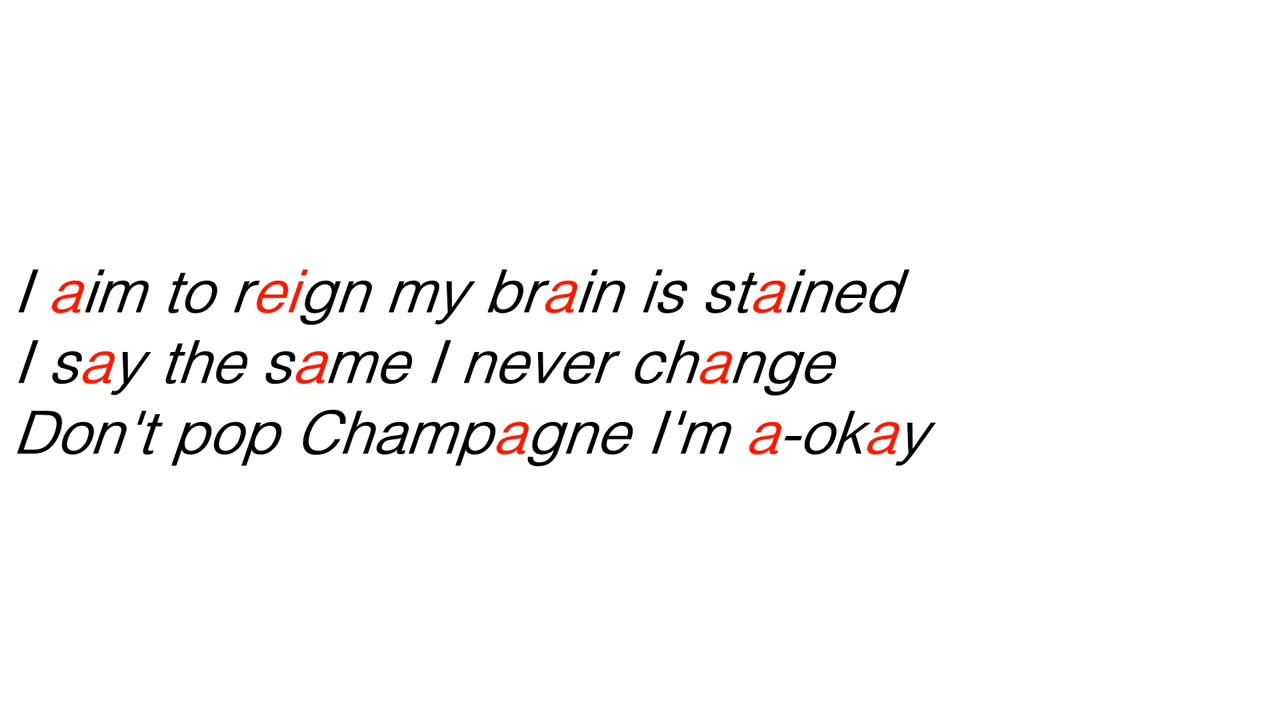 I aim to reign my brain is stained
I say the same I never change
Don't pop Champagne I'm a-okay